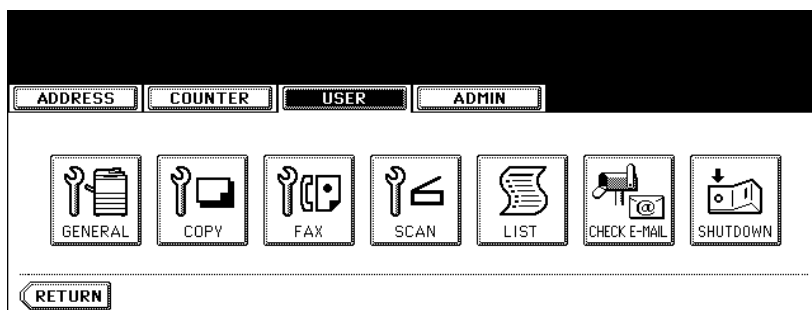 ADDRESS COUNTER USER ADMIN
GENERAL COPY FAX SCAN LIST CHECK E-MAIL SHUTDOWN
RETURN